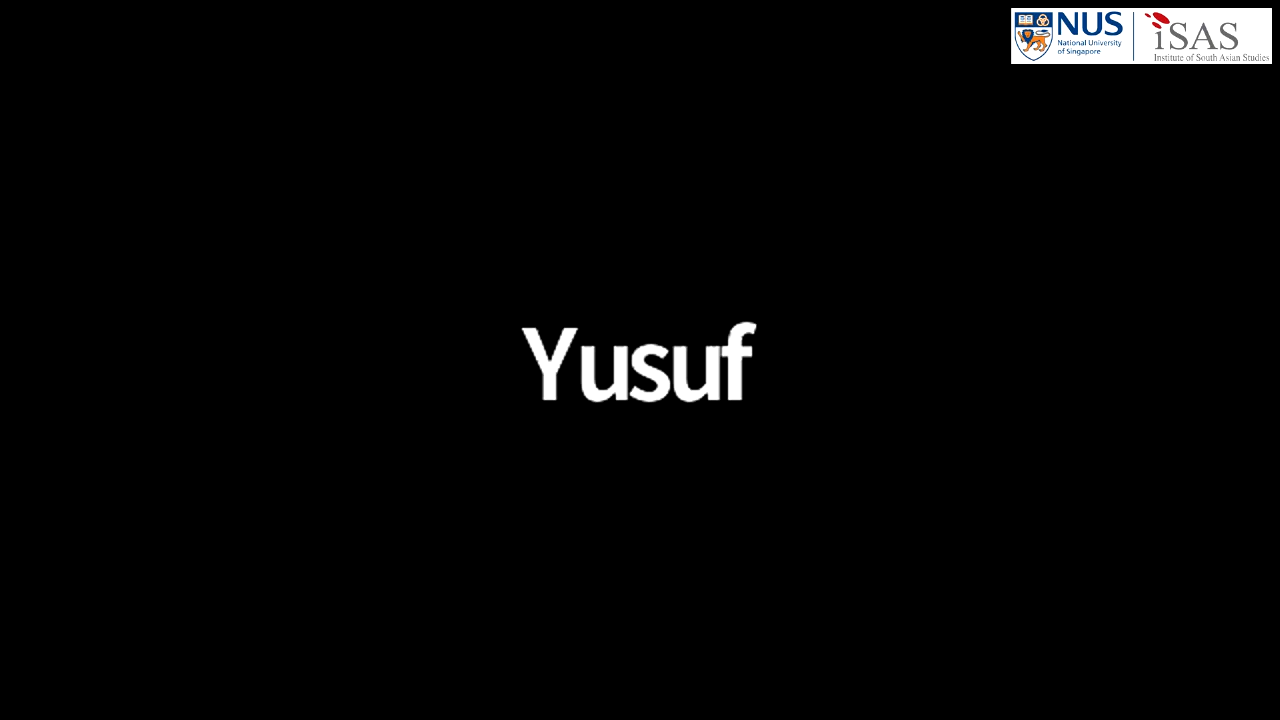 NUS
National University
of Singapore
iSAS
Institute of South Asian Studies
Yusuf